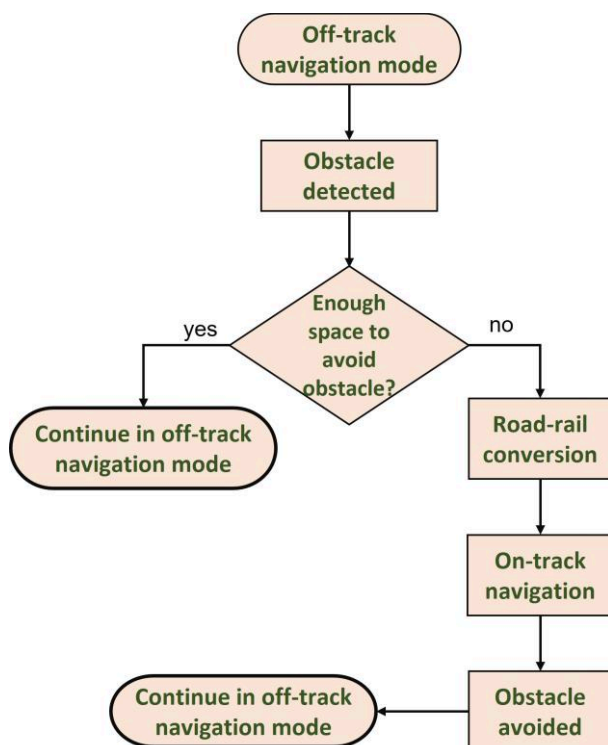 Off-track
navigation mode
Obstacle
detected
Enough
space to
avoid
obstacle?
yes
no
Continue in off-track
navigation mode
Road-rail
conversion
On-track
navigation
Obstacle
avoided
Continue in off-track
navigation mode